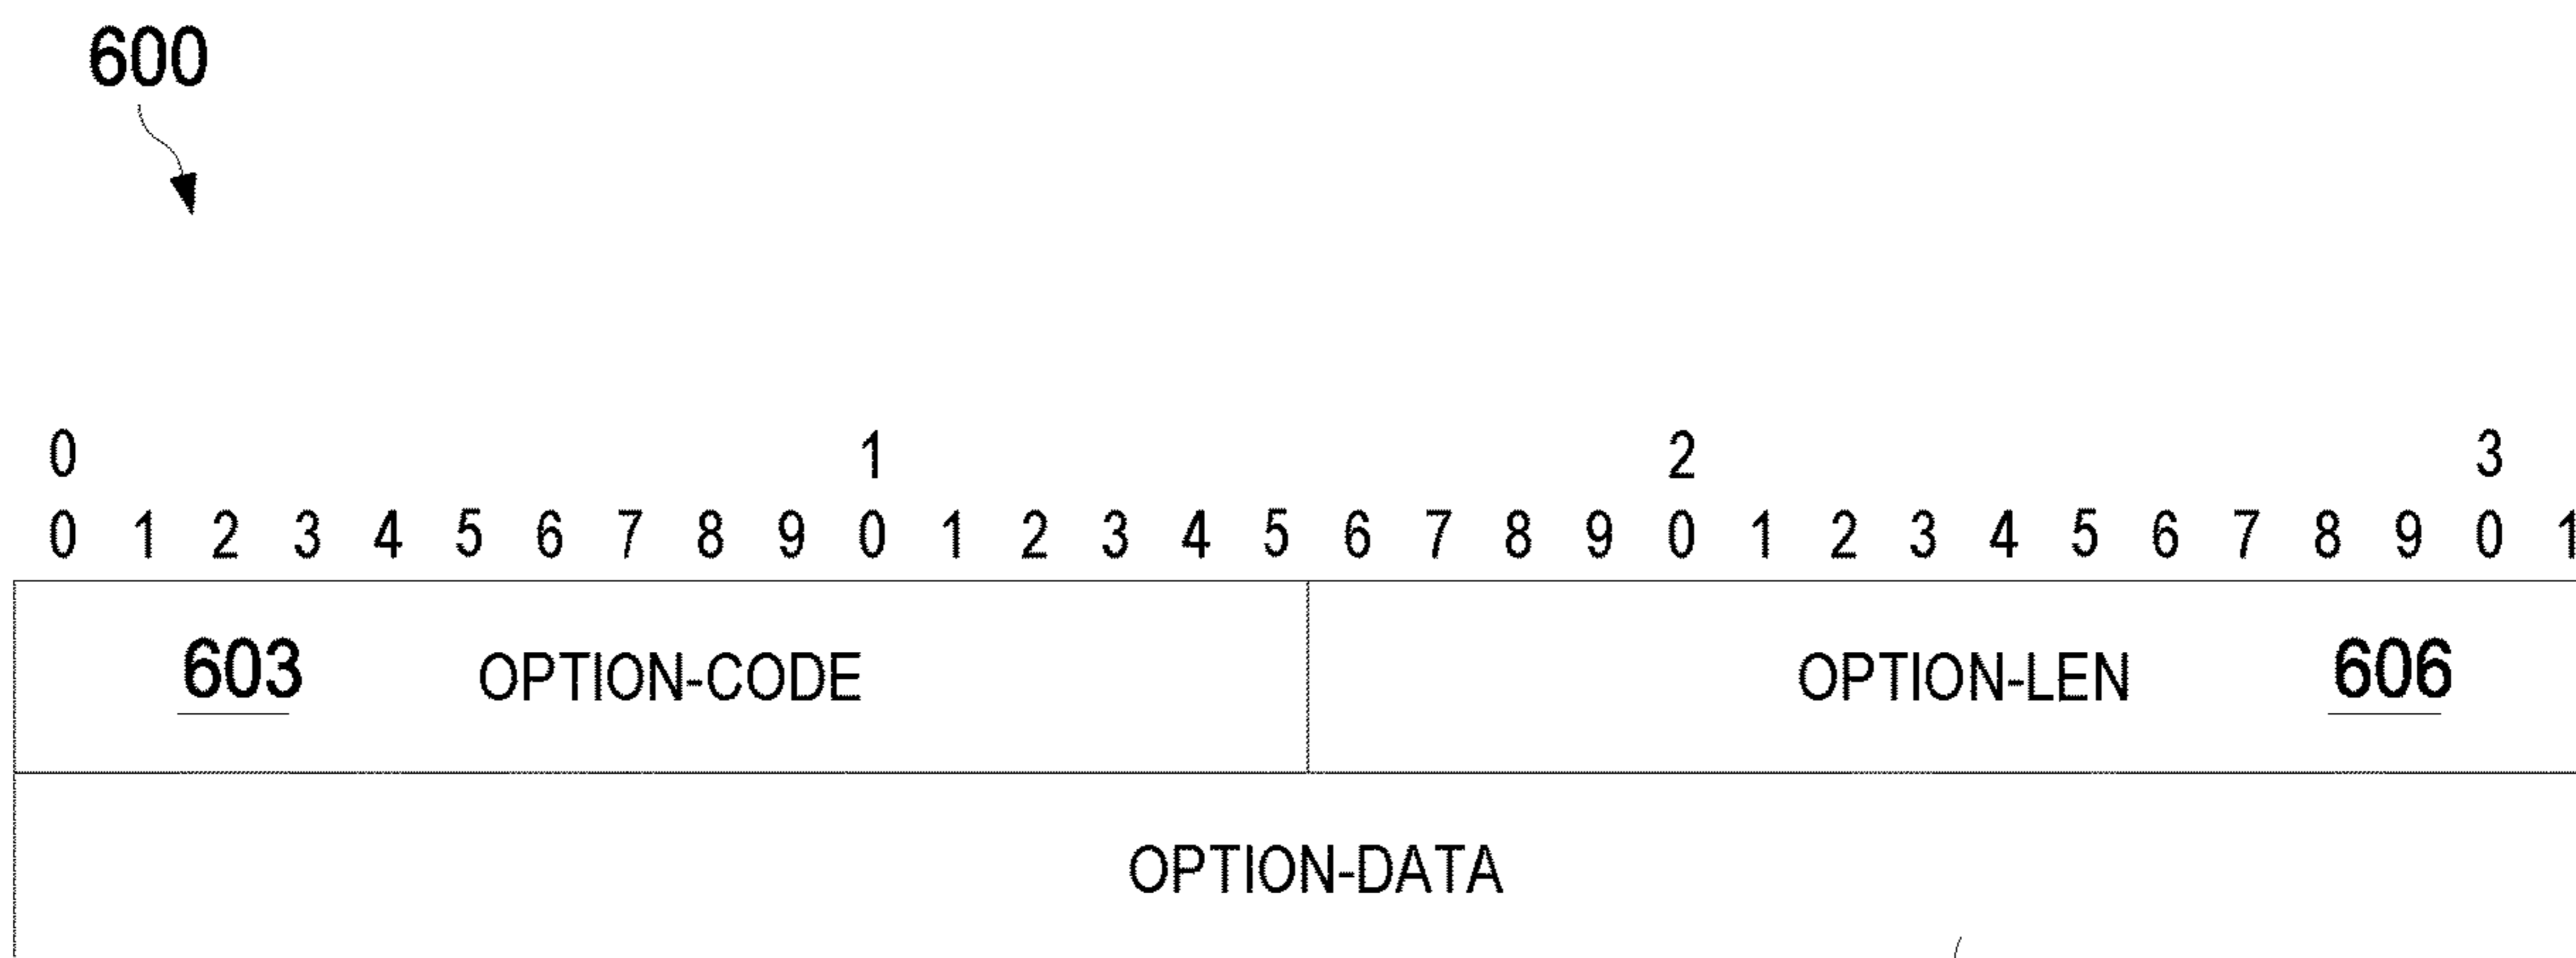 600
0 1 2 3
0 1 2 3 4 5 6 7 8 9 0 1 2 3 4 5 6 7 8 9 0 1 2 3 4 5 6 7 8 9 0 1
603 OPTION-CODE OPTION-LEN 606
OPTION-DATA